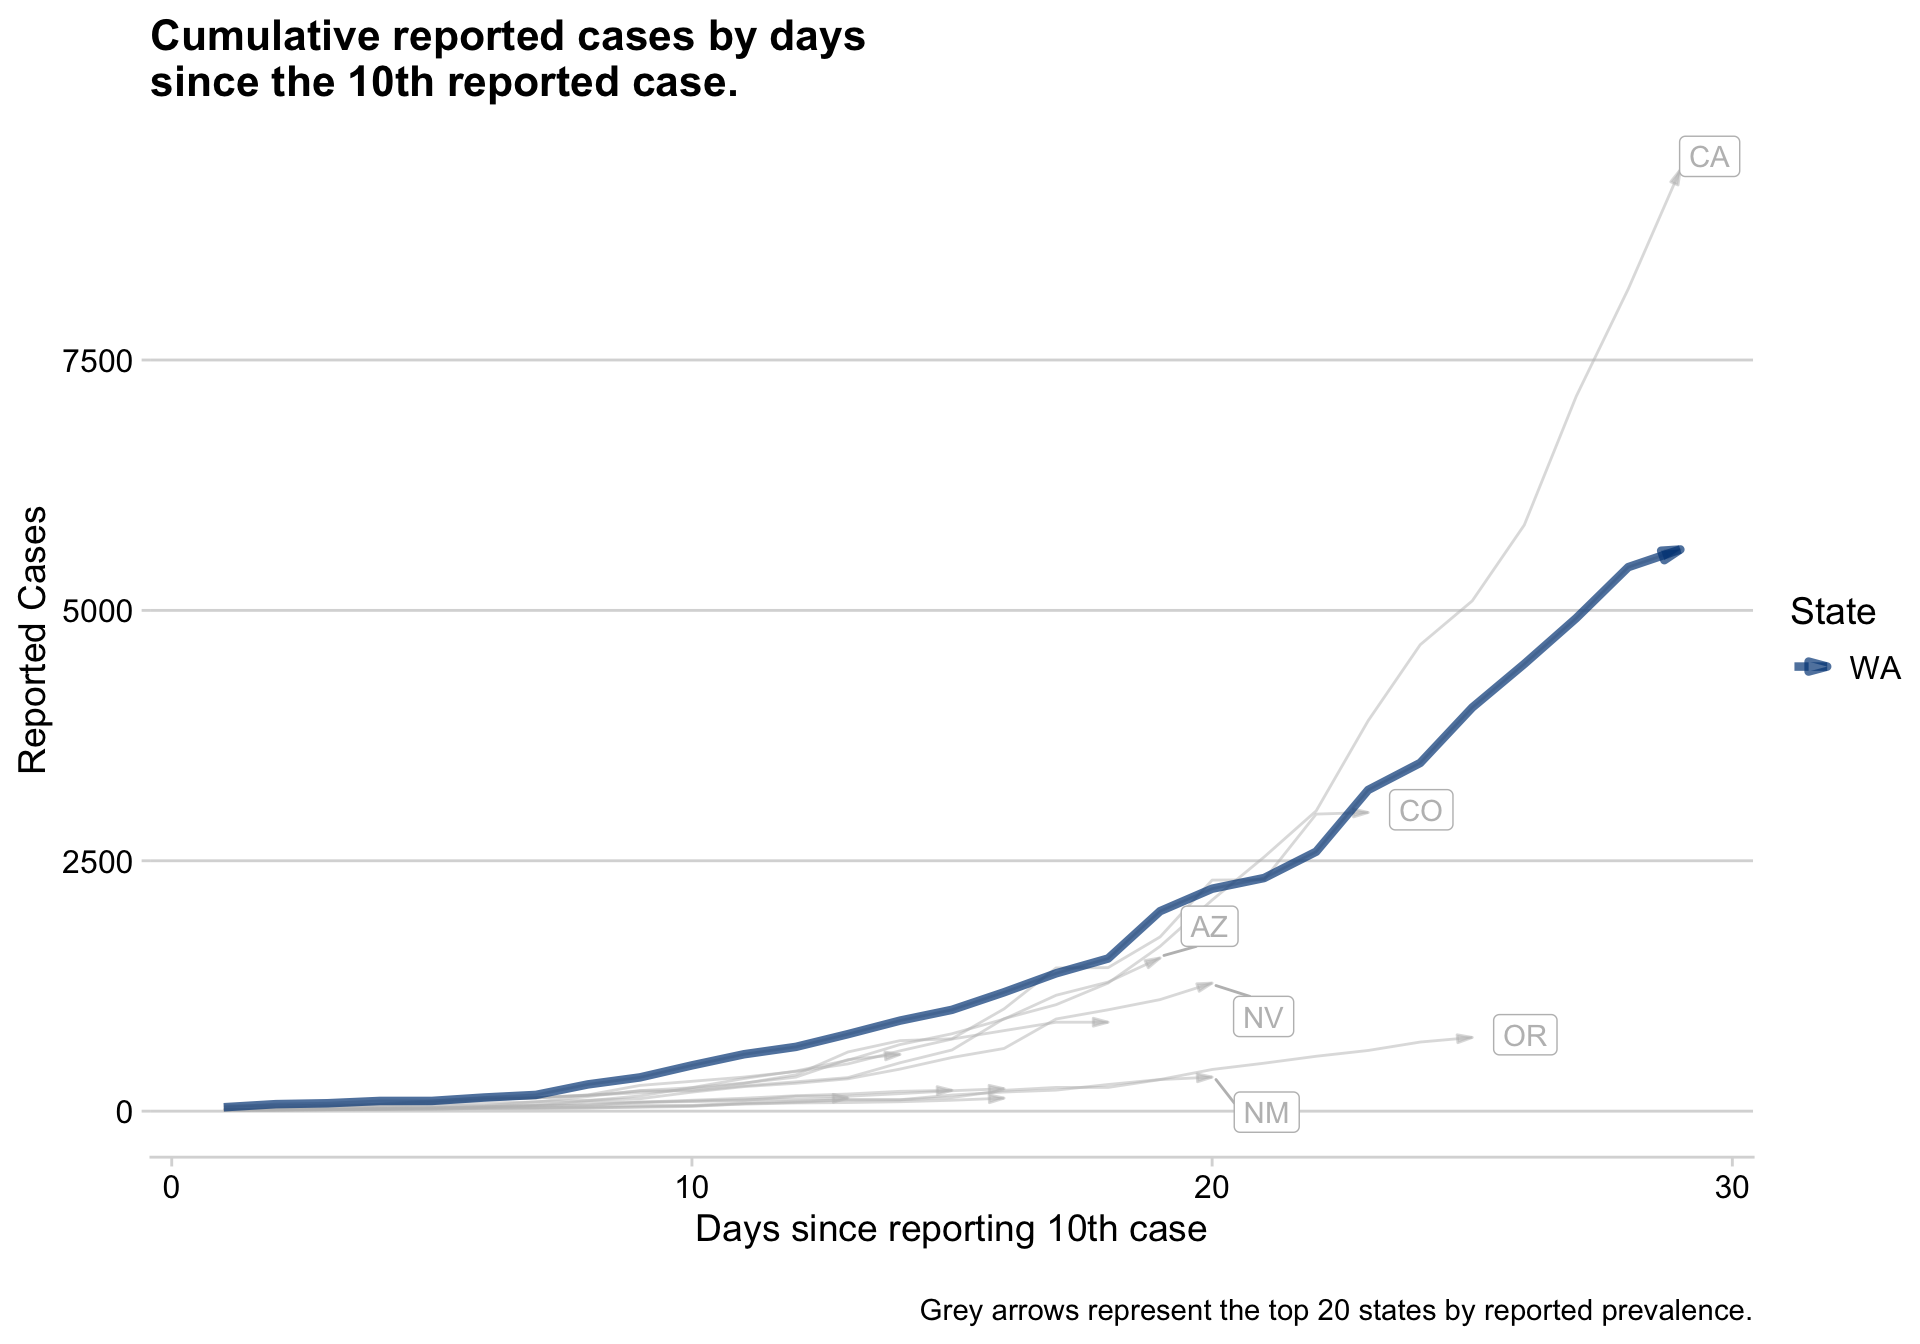 Cumulative reported cases by days
since the 10th reported case.
CA
7500
5000
2500
0
Reported Cases
CO
AZ
NV
OR
NM
State
WA
0 10 20 30
Days since reporting 10th case
Grey arrows represent the top 20 states by reported prevalence.